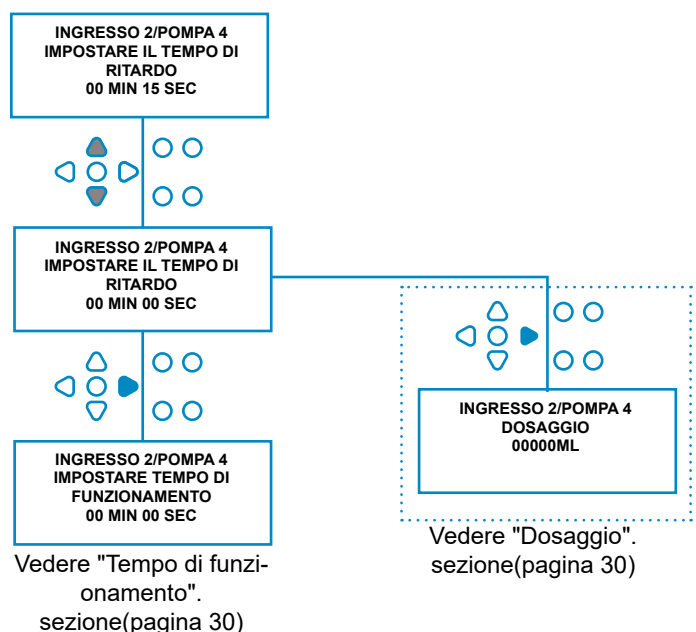 INGRESSO 2/POMPA 4
IMPOSTARE IL TEMPO DI
RITARDO
00 MIN 15 SEC
INGRESSO 2/POMPA 4
IMPOSTARE IL TEMPO DI
RITARDO
00 MIN 00 SEC
INGRESSO 2/POMPA 4
IMPOSTARE TEMPO DI
FUNZIONAMENTO
00 MIN 00 SEC
Vedere "Tempo di funzi-
onamento".
sezione(pagina 30)
INGRESSO 2/POMPA 4
DOSAGGIO
00000ML
Vedere "Dosaggio".
sezione(pagina 30)